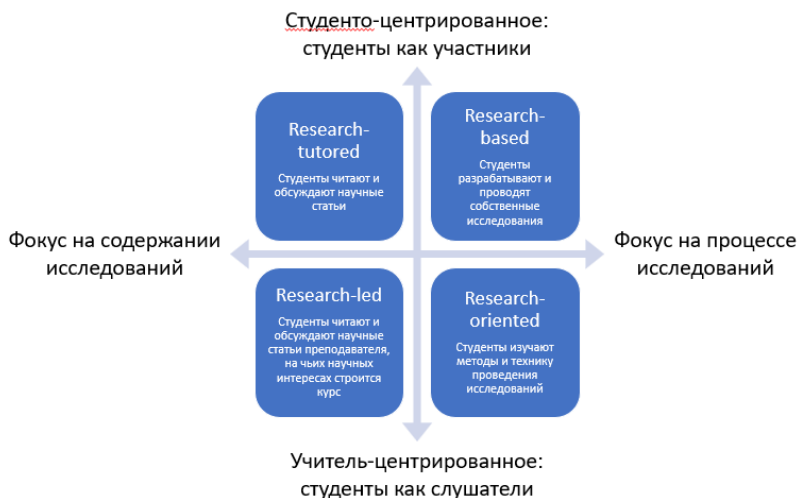 Студенто-центрированное:
студенты как участники
Research-
tutored
Студенты читают и
обсуждают научные
статьи
Research-
based
Студенты
разрабатывают и
проводят
собственные
исследования
Фокус на содержании
исследований
Фокус на процессе
исследований
Research-led
Студенты читают и
обсуждают научные
статьи преподавателя,
на чьих научных
интересах строится
курс
Research-
oriented
Студенты изучают
методы и технику
проведения
исследований
Учитель-центрированное:
студенты как слушатели